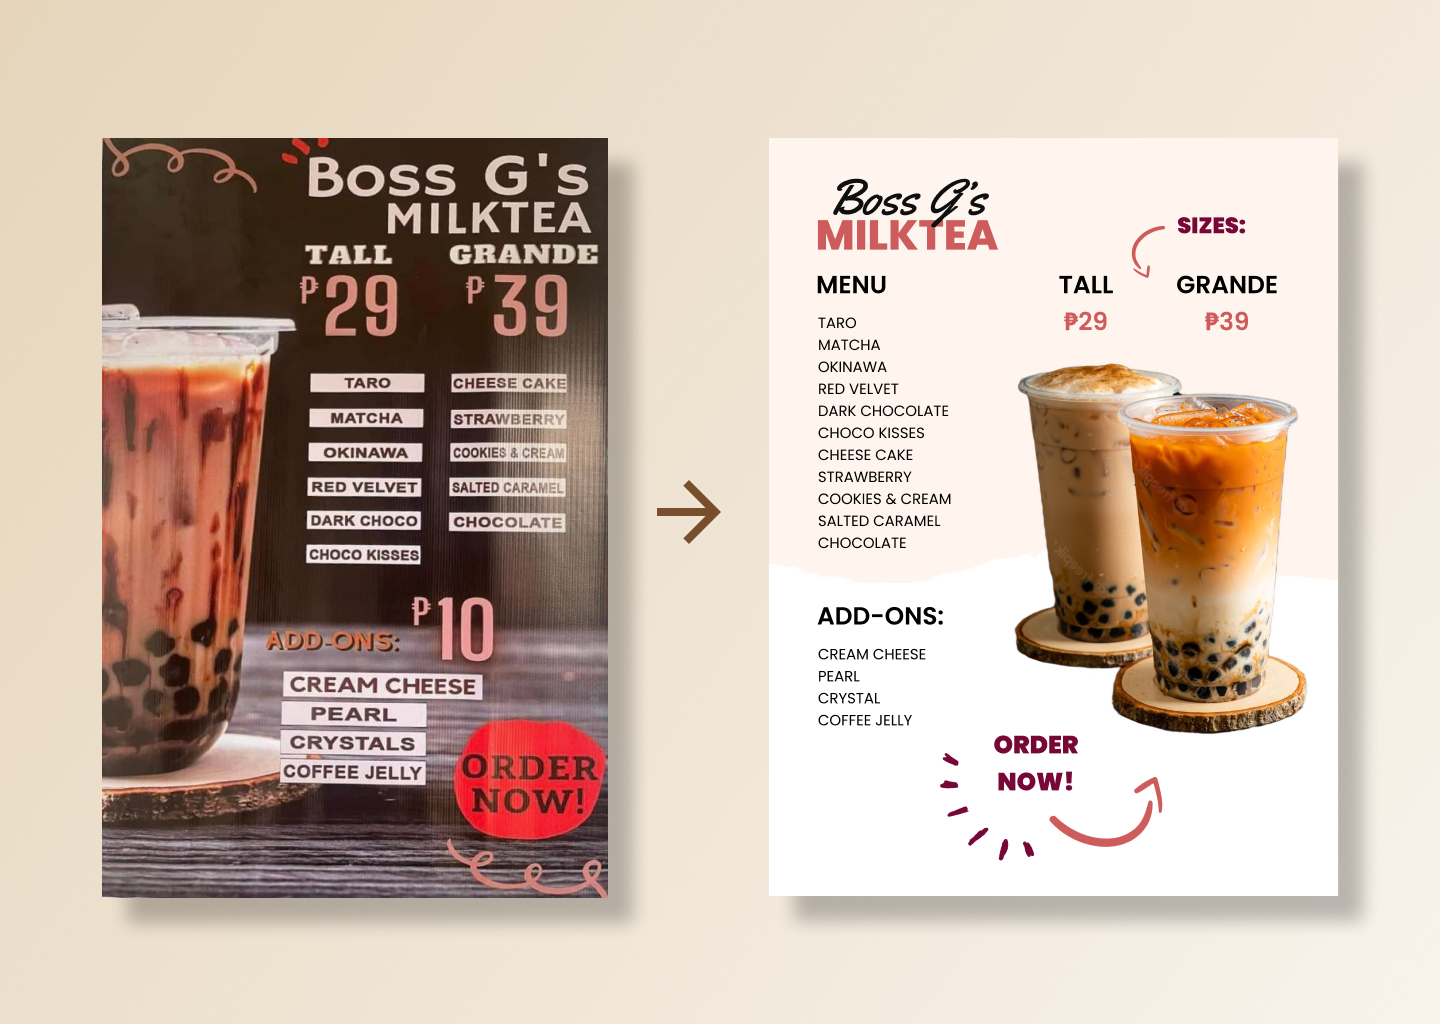 Boss G's
MILKTEA
TALL GRANDE
₱29 ₱39
TARO
MATCHA
OKINAWA
RED VELVET
DARK CHOCO
CHOCO KISSES
CHEESE CAKE
STRAWBERRY
COOKIES & CREAM
SALTED CARAMEL
CHOCOLATE
ADD-ONS: ₱10
CREAM CHEESE
PEARL
CRYSTALS
COFFEE JELLY
ORDER
NOW!
Boss G's
MILKTEA
SIZES:
MENU
TALL GRANDE
₱29 ₱39
TARO
MATCHA
OKINAWA
RED VELVET
DARK CHOCOLATE
CHOCO KISSES
CHEESE CAKE
STRAWBERRY
COOKIES & CREAM
SALTED CARAMEL
CHOCOLATE
ADD-ONS:
CREAM CHEESE
PEARL
CRYSTAL
COFFEE JELLY
ORDER
NOW!